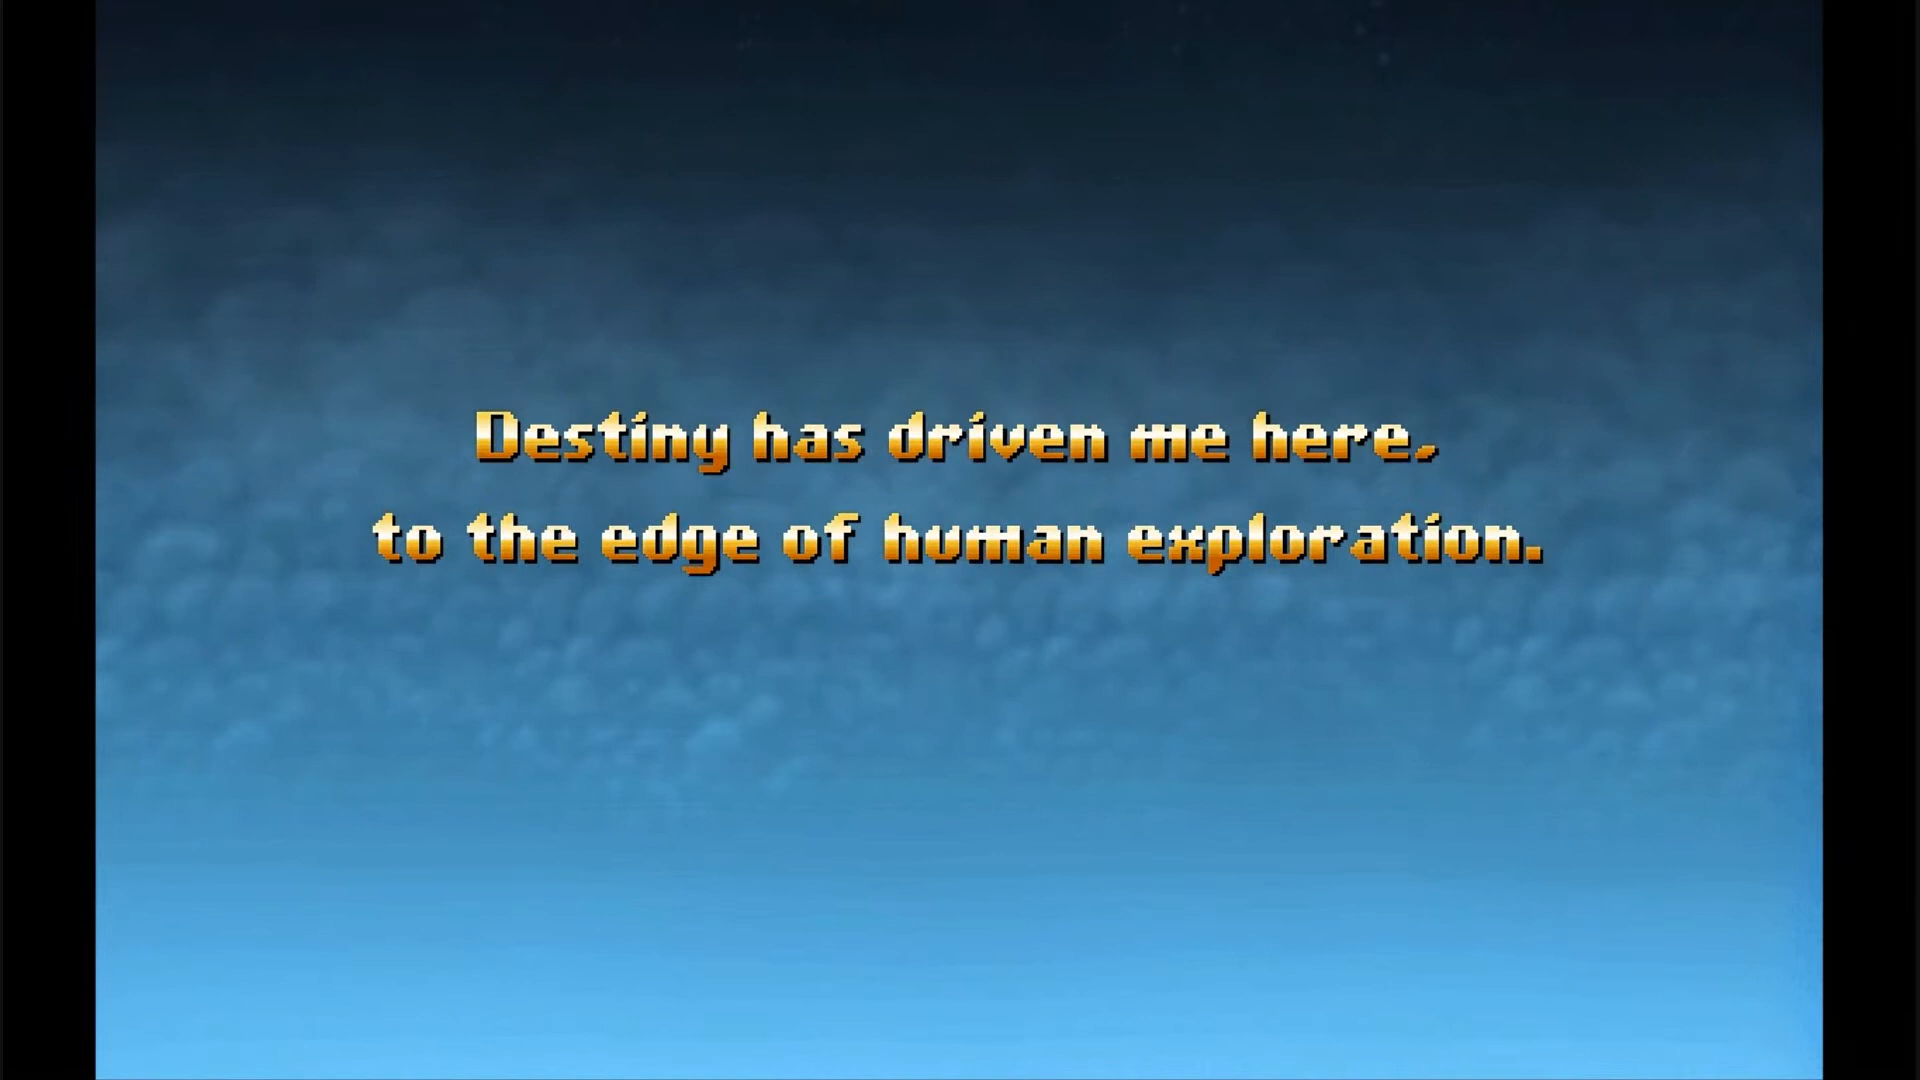 Destiny has driven me here,
to the edge of human exploration.